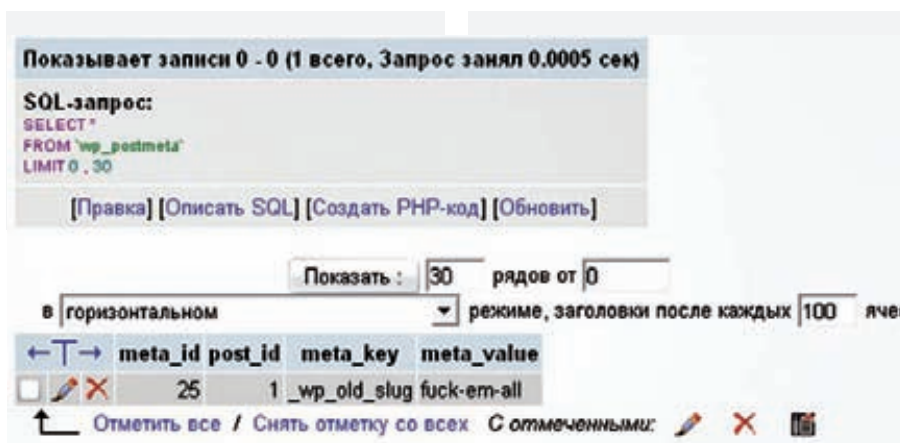 Показывает записи 0 - 0 (1 всего, Запрос занял 0.0005 сек)
SQL-запрос:
SELECT *
FROM `wp_postmeta`
LIMIT 0 , 30
[Правка] [Описать SQL] [Создать PHP-код] [Обновить]
Показать : 30 рядов от 0
в горизонтальном режиме, заголовки после каждых 100 яче
←T→ meta_id post_id meta_key meta_value
25 1 _wp_old_slug fuck-em-all
Отметить все / Снять отметку со всех С отмеченными: